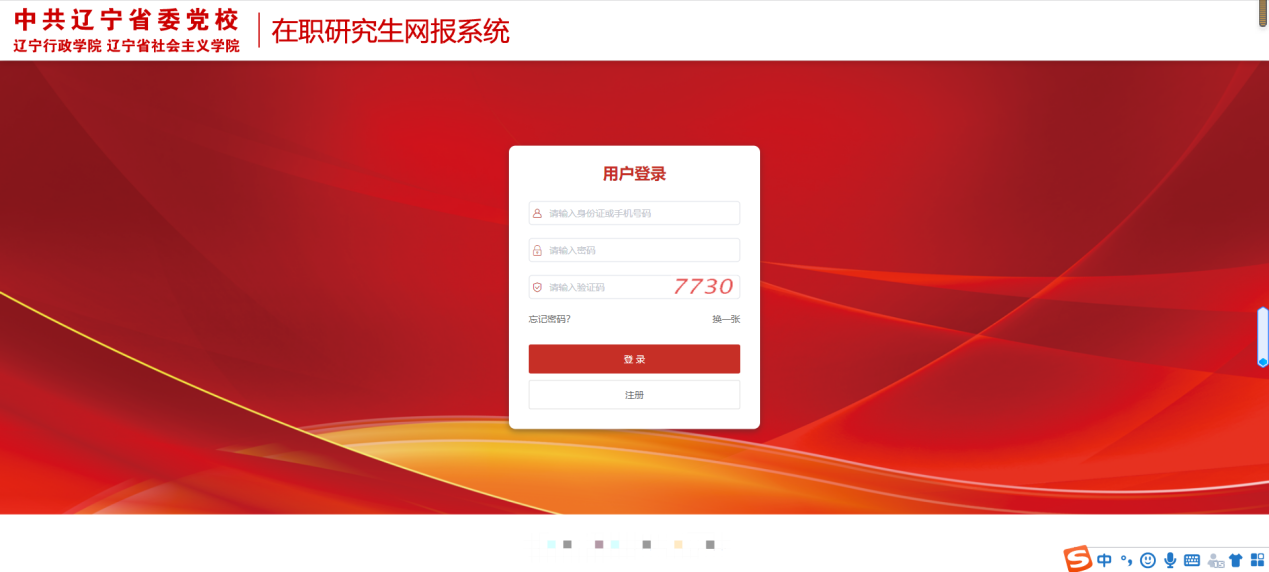 中共辽宁省委党校
辽宁行政学院 辽宁省社会主义学院
在职研究生网报系统
用户登录
请输入身份证或手机号码
请输入密码
请输入验证码
7730
忘记密码?
换一张
登 录
注册
S 中 °,